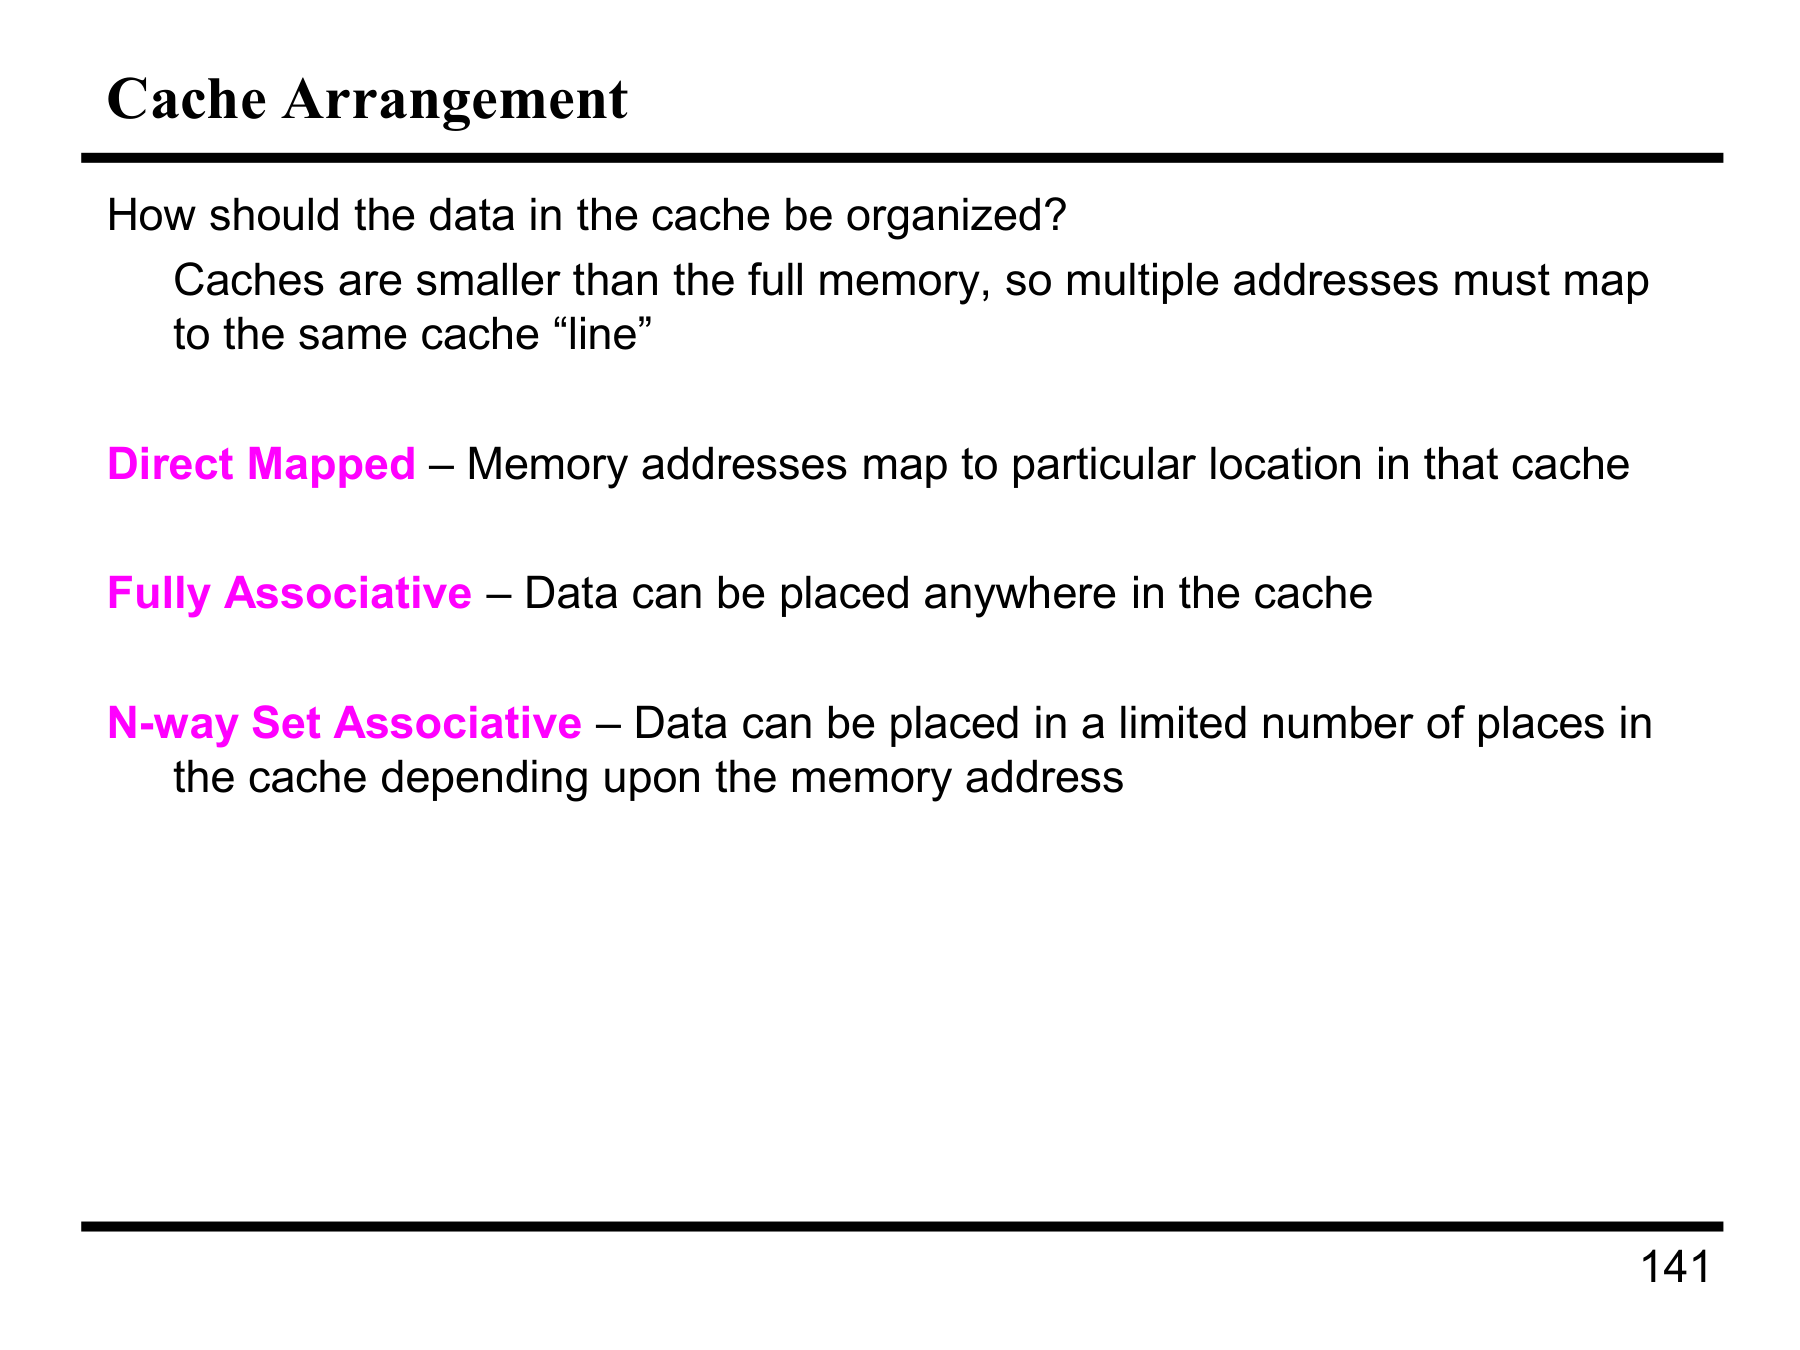 Cache Arrangement
How should the data in the cache be organized?
Caches are smaller than the full memory, so multiple addresses must map
to the same cache “line”
Direct Mapped – Memory addresses map to particular location in that cache
Fully Associative – Data can be placed anywhere in the cache
N-way Set Associative – Data can be placed in a limited number of places in
the cache depending upon the memory address
141